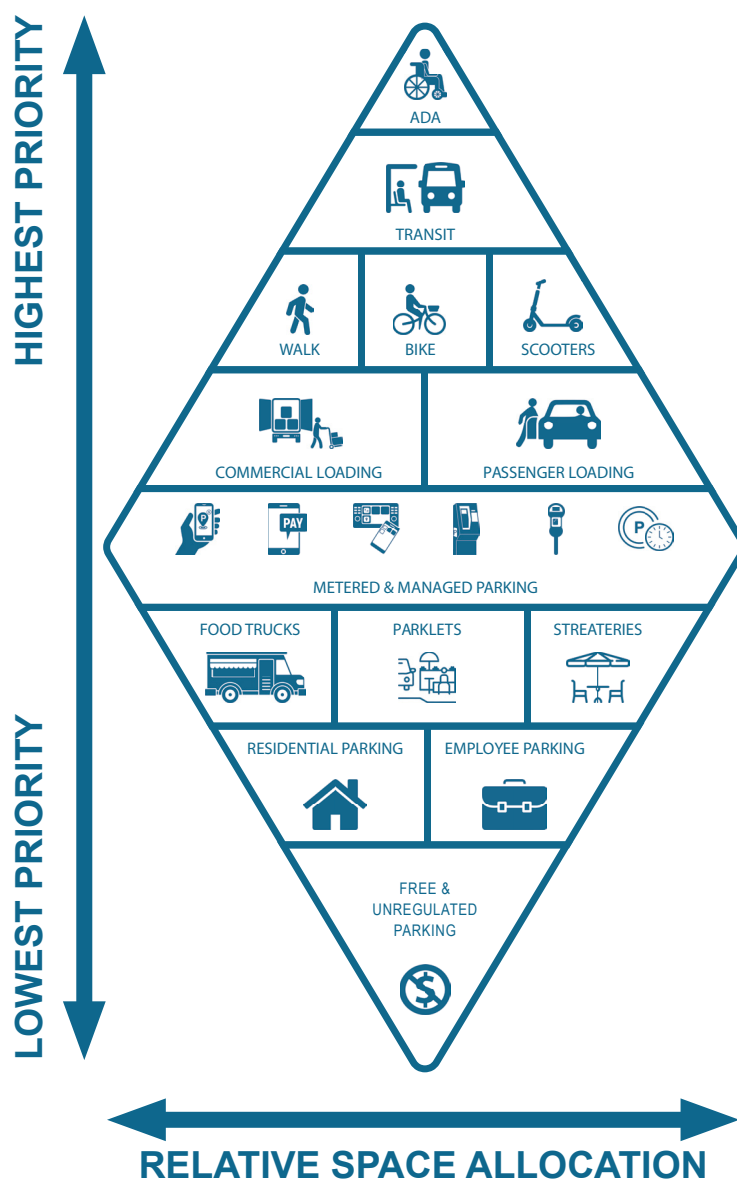 HIGHEST PRIORITY
LOWEST PRIORITY
ADA
TRANSIT
WALK
BIKE
SCOOTERS
COMMERCIAL LOADING
PASSENGER LOADING
P
PAY
P
METERED & MANAGED PARKING
FOOD TRUCKS
PARKLETS
STREATERIES
RESIDENTIAL PARKING
EMPLOYEE PARKING
FREE &
UNREGULATED
PARKING
$
RELATIVE SPACE ALLOCATION